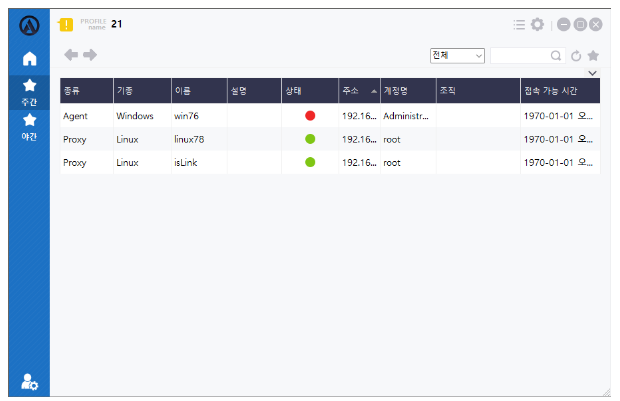 PROFILE name 21
전체
종류 기종 이름 설명 상태 주소 계정명 조직 접속 가능 시간
Agent Windows win76 192.16... Administr... 1970-01-01 오...
주간
Proxy Linux linux78 192.16... root 1970-01-01 오...
야간
Proxy Linux isLink 192.16... root 1970-01-01 오...